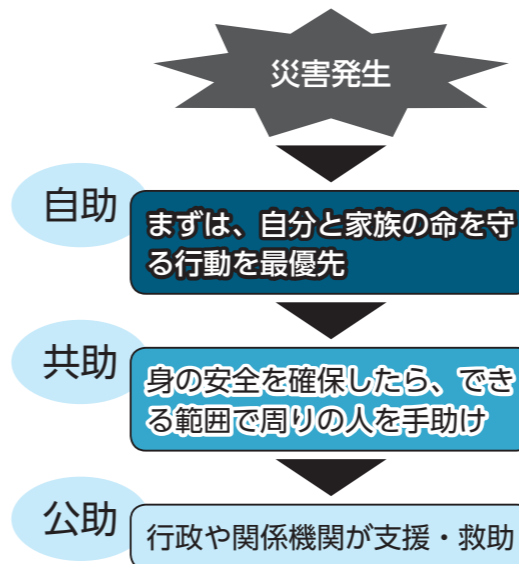 災害発生
自助
まずは、自分と家族の命を守
る行動を最優先
共助
身の安全を確保したら、でき
る範囲で周りの人を手助け
公助
行政や関係機関が支援・救助